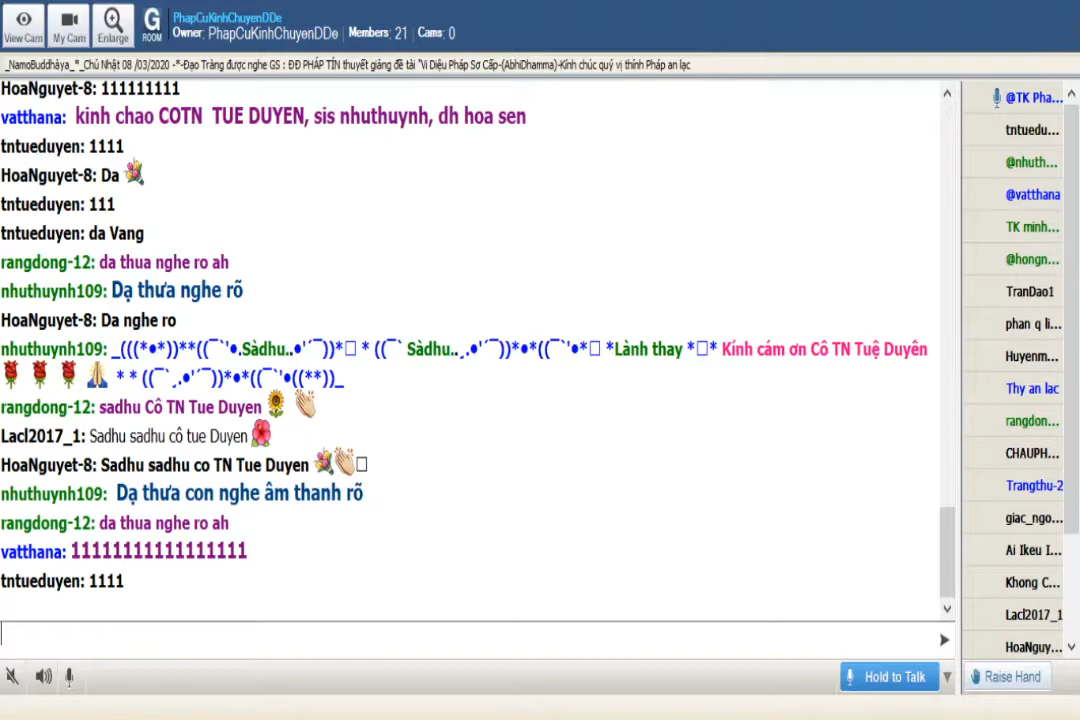 View Cam
My Cam
Enlarge
G
ROOM
PhapCuKinhChuyenDDe
Owner: PhapCuKinhChuyenDDe Members: 21 Cams: 0
_NamoBuddhàya_*_Chủ Nhật 08 /03/2020 -*-Đạo Tràng được nghe GS : ĐĐ PHÁP TÍN thuyết giảng đề tài "Vi Diệu Pháp Sơ Cấp-(AbhiDhamma)-Kính chúc quý vị thính Pháp an lạc
HoaNguyet-8: 111111111
vatthana: kinh chao COTN TUE DUYEN, sis nhuthuynh, dh hoa sen
tntueduyen: 1111
HoaNguyet-8: Da
tntueduyen: 111
tntueduyen: da Vang
rangdong-12: da thua nghe ro ah
nhuthuynh109: Dạ thưa nghe rõ
HoaNguyet-8: Da nghe ro
nhuthuynh109: _(((*•*))**((¯`'•.Sàdhu..•'´¯))*□ * ((¯` Sàdhu..¸.•'´¯))*•*((¯`'•*□ *Lành thay *□* Kính cám ơn Cô TN Tuệ Duyên
* * ((¯`¸.•'´¯))*•*((¯`'•((**))_
rangdong-12: sadhu Cô TN Tue Duyen
Lacl2017_1: Sadhu sadhu cô tue Duyen
HoaNguyet-8: Sadhu sadhu co TN Tue Duyen □
nhuthuynh109: Dạ thưa con nghe âm thanh rõ
rangdong-12: da thua nghe ro ah
vatthana: 11111111111111111
tntueduyen: 1111
Hold to Talk
@TK Pha...
tntuedu...
@nhuth...
@vatthana
TK minh...
@hongn...
TranDao1
phan q li...
Huyenm...
Thy an lac
rangdon...
CHAUPH...
Trangthu-2
giac_ngo...
Ai Ikeu I...
Khong C...
Lacl2017_1
HoaNguy...
Raise Hand